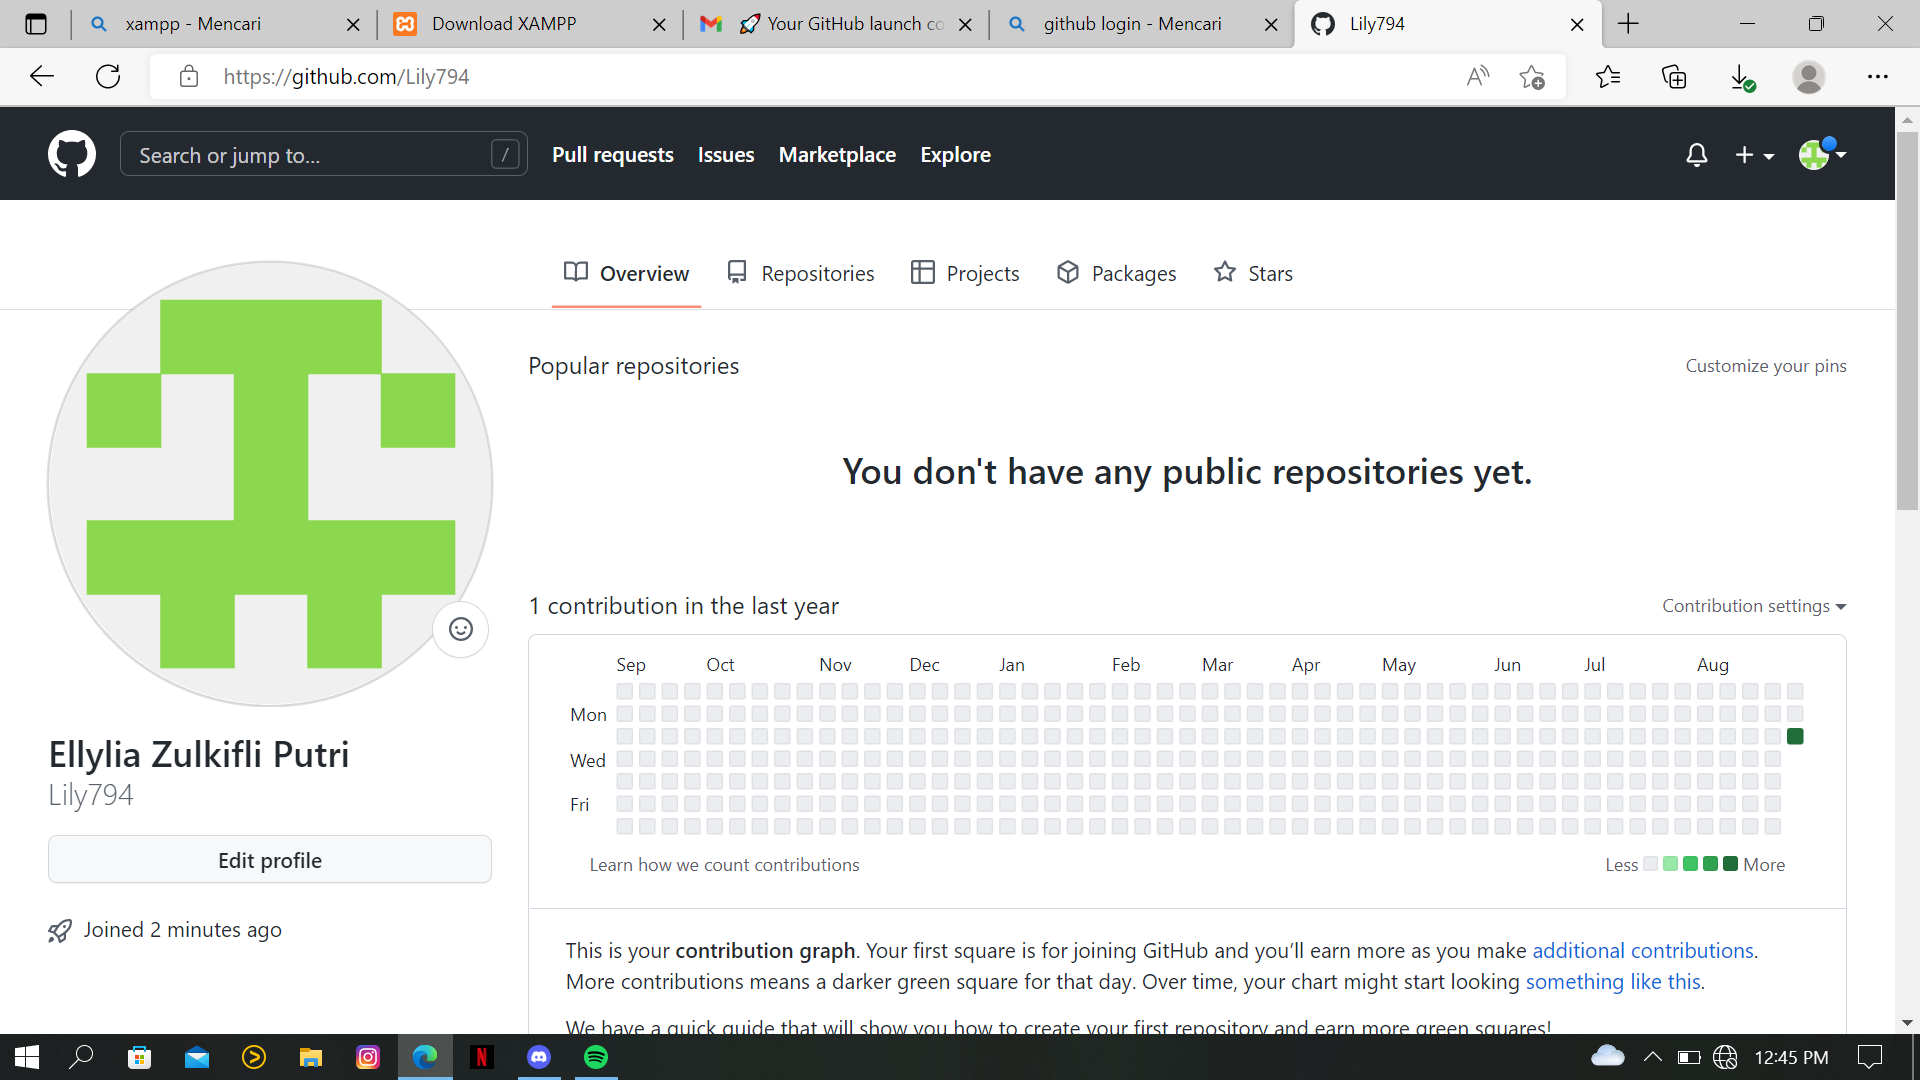 xampp - Mencari
Download XAMPP
🚀 Your GitHub launch co
github login - Mencari
Lily794
https://github.com/Lily794
Search or jump to...
/
Pull requests
Issues
Marketplace
Explore
Overview
Repositories
Projects
Packages
Stars
Popular repositories
Customize your pins
You don't have any public repositories yet.
1 contribution in the last year
Contribution settings
Sep Oct Nov Dec Jan Feb Mar Apr May Jun Jul Aug
Mon
Wed
Fri
Learn how we count contributions
Less
More
Ellylia Zulkifli Putri
Lily794
Edit profile
Joined 2 minutes ago
This is your contribution graph. Your first square is for joining GitHub and you’ll earn more as you make additional contributions.
More contributions means a darker green square for that day. Over time, your chart might start looking something like this.
We have a quick guide that will show you how to create your first repository and earn more green squares!
12:45 PM